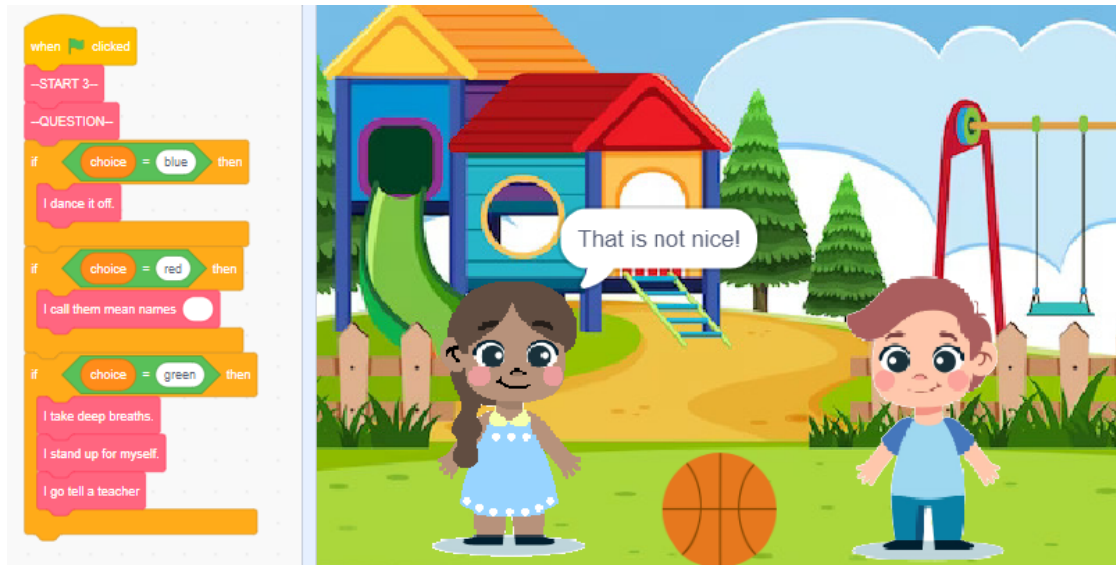 when clicked
--START 3--
--QUESTION--
if choice = blue then
I dance it off.
if choice = red then
I call them mean names
if choice = green then
I take deep breaths.
I stand up for myself.
I go tell a teacher
That is not nice!